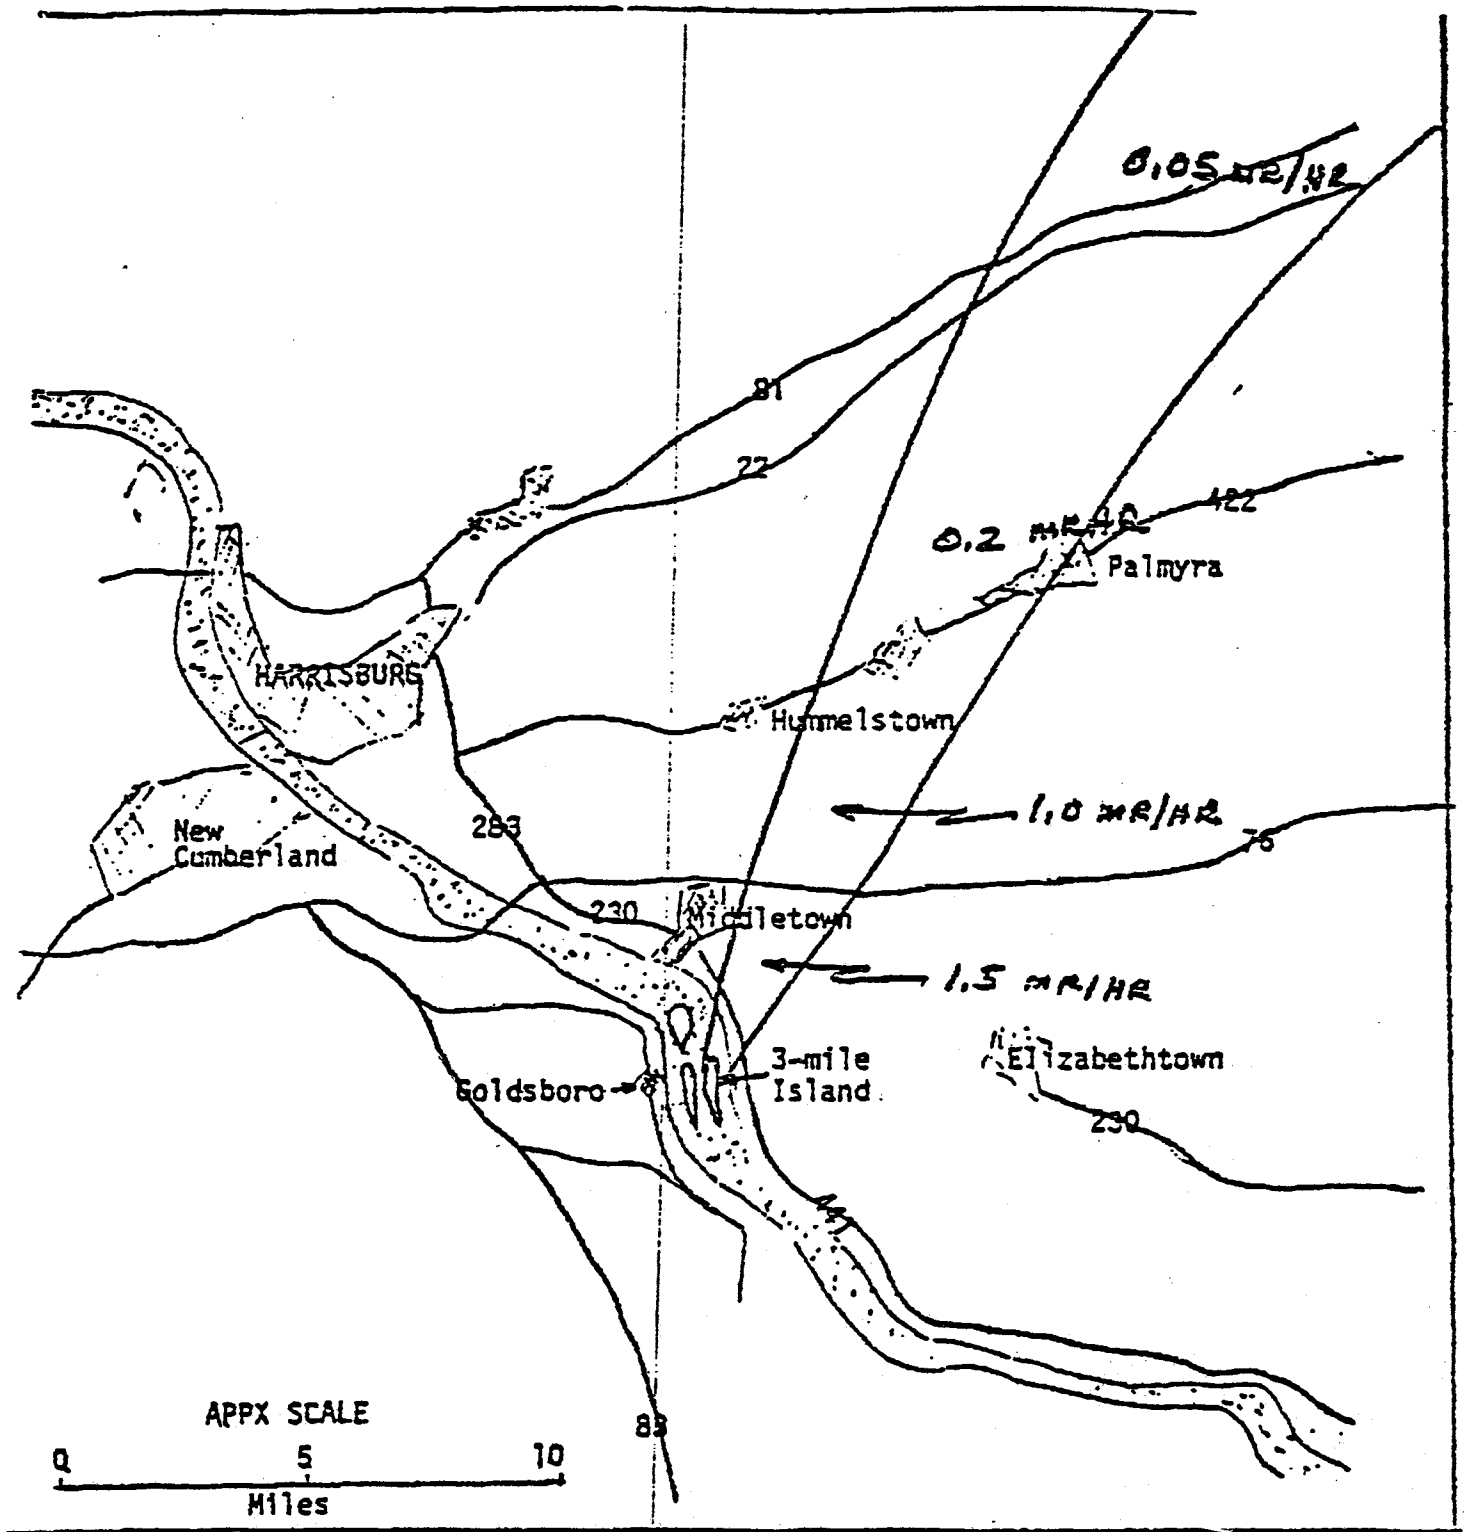 0.05 MR/HR
81
22
422
0.2 MR/HR
Palmyra
HARRISBURG
Hummelstown
1.0 MR/HR
283
76
New
Cumberland
230
Middletown
1.5 MR/HR
3-mile
Island
Elizabethtown
Goldsboro
230
APPX SCALE
83
0 5 10
Miles